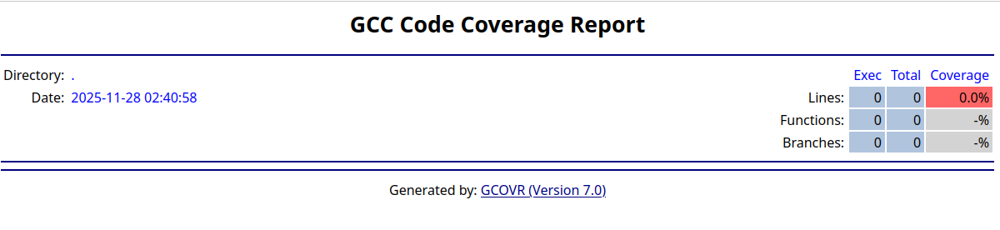 GCC Code Coverage Report
Directory: .
Date: 2025-11-28 02:40:58
Exec Total Coverage
Lines: 0 0 0.0%
Functions: 0 0 -%
Branches: 0 0 -%
Generated by: GCOVR (Version 7.0)